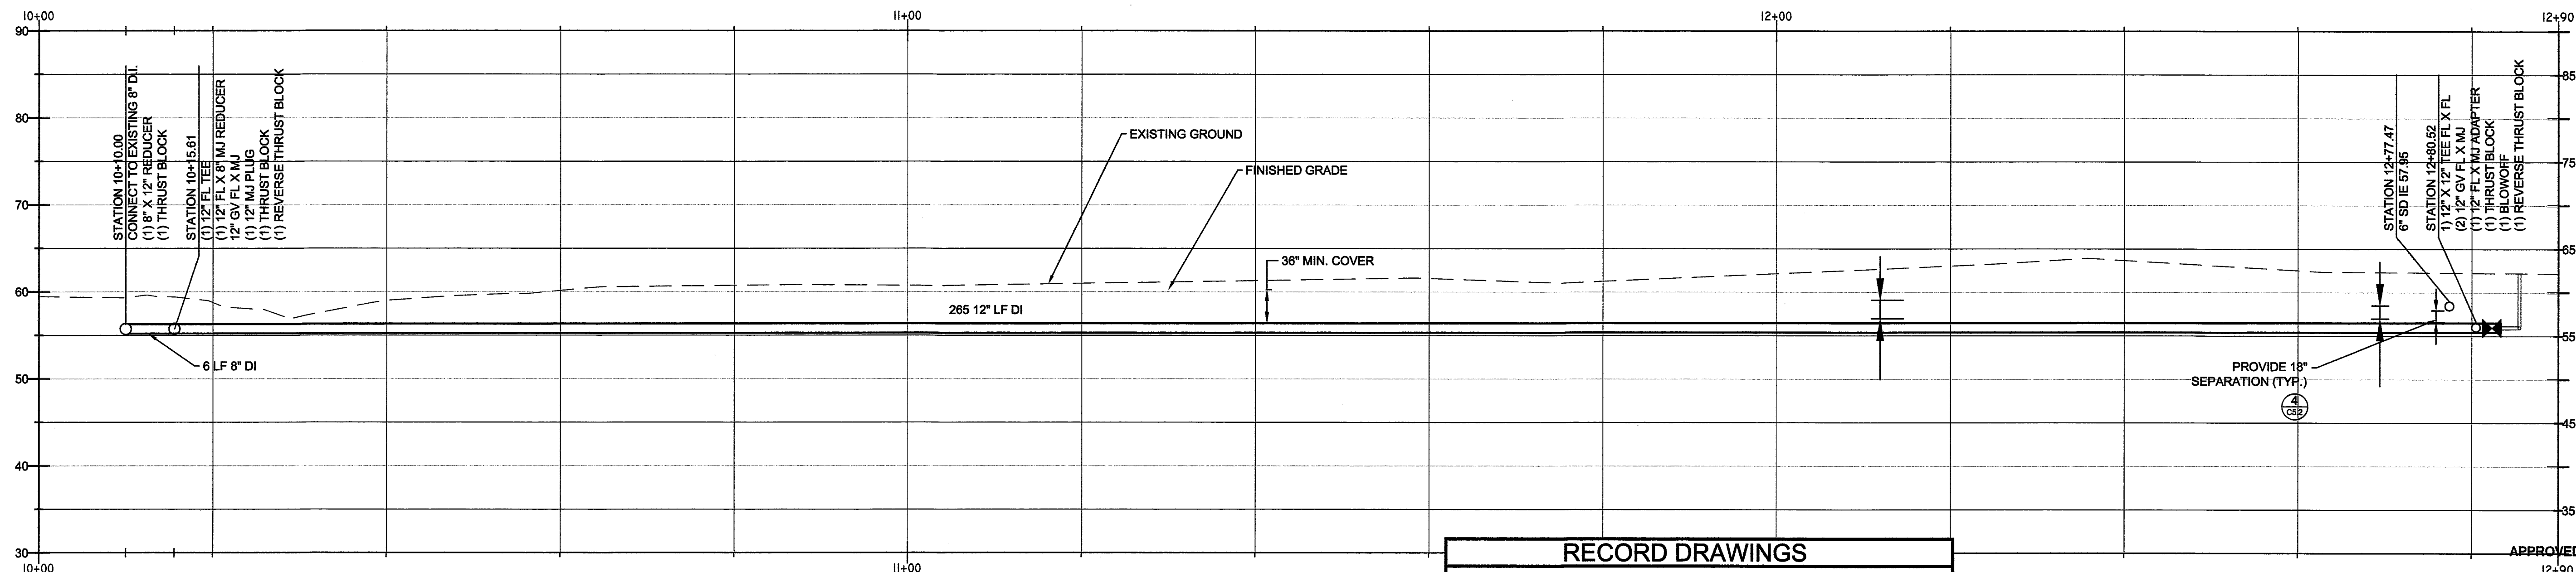 10+00
11+00
12+00
12+90
90
80
70
60
50
40
30
85
75
65
55
45
35
STATION 10+10.00
CONNECT TO EXISTING 8" D.I.
(1) 8" X 12" REDUCER
(1) THRUST BLOCK
STATION 10+15.61
(1) 12" FL TEE
(1) 12" FL X 8" MJ REDUCER
12" GV FL X MJ
(1) 12" MJ PLUG
(1) THRUST BLOCK
(1) REVERSE THRUST BLOCK
EXISTING GROUND
FINISHED GRADE
36" MIN. COVER
265 12" LF DI
6 LF 8" DI
STATION 12+77.47
6" SD IE 57.95
STATION 12+80.52
1) 12" X 12" TEE FL X FL
(2) 12" GV FL X MJ
(1) 12" FL X MJ ADAPTER
(1) THRUST BLOCK
(1) BLOWOFF
(1) REVERSE THRUST BLOCK
PROVIDE 18"
SEPARATION (TYP.)
4
C5.2
RECORD DRAWINGS
APPROVED
10+00
11+00
12+90